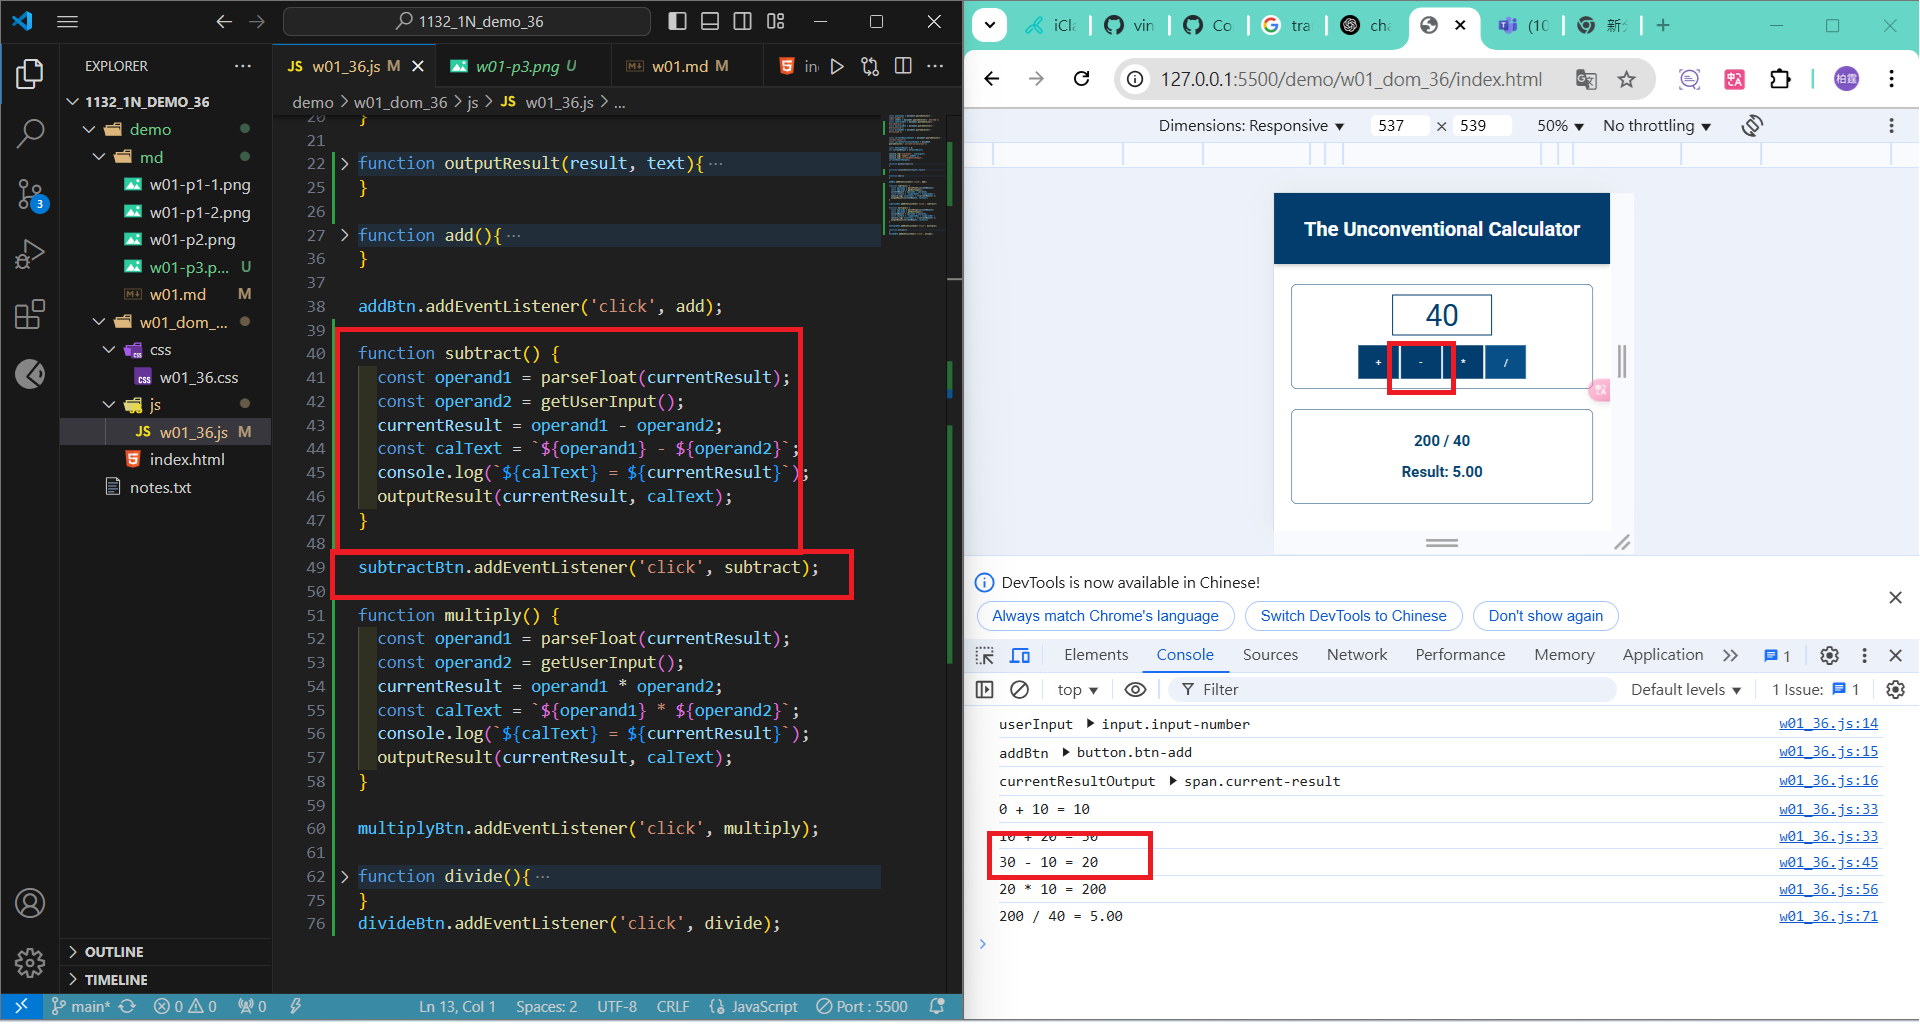 1132_1N_demo_36
EXPLORER
1132_1N_DEMO_36
demo
md
w01-p1-1.png
w01-p1-2.png
w01-p2.png
w01-p3.p... U
w01.md M
w01_dom_...
css
w01_36.css
js
JS w01_36.js M
index.html
notes.txt
OUTLINE
TIMELINE
3
JS w01_36.js M
w01-p3.png U
w01.md M
demo > w01_dom_36 > js > JS w01_36.js > ...
20 }
21
22 function outputResult(result, text){ ...
25 }
26
27 function add(){ ...
36 }
37
38 addBtn.addEventListener('click', add);
39
40 function subtract() {
41 const operand1 = parseFloat(currentResult);
42 const operand2 = getUserInput();
43 currentResult = operand1 - operand2;
44 const calText = `${operand1} - ${operand2}`;
45 console.log(`${calText} = ${currentResult}`);
46 outputResult(currentResult, calText);
47 }
48
49 subtractBtn.addEventListener('click', subtract);
50
51 function multiply() {
52 const operand1 = parseFloat(currentResult);
53 const operand2 = getUserInput();
54 currentResult = operand1 * operand2;
55 const calText = `${operand1} * ${operand2}`;
56 console.log(`${calText} = ${currentResult}`);
57 outputResult(currentResult, calText);
58 }
59
60 multiplyBtn.addEventListener('click', multiply);
61
62 function divide(){ ...
75 }
76 divideBtn.addEventListener('click', divide);
main* 0 0 0
Ln 13, Col 1 Spaces: 2 UTF-8 CRLF JavaScript Port : 5500
iCla vin Co tra cha (10
127.0.0.1:5500/demo/w01_dom_36/index.html
柏霆
Dimensions: Responsive 537 × 539 50% No throttling
The Unconventional Calculator
40
+ - * /
200 / 40
Result: 5.00
DevTools is now available in Chinese!
Always match Chrome's language
Switch DevTools to Chinese
Don't show again
Elements Console Sources Network Performance Memory Application 1
top Filter Default levels 1 Issue: 1
userInput input.input-number w01_36.js:14
addBtn button.btn-add w01_36.js:15
currentResultOutput span.current-result w01_36.js:16
0 + 10 = 10 w01_36.js:33
10 + 20 = 30 w01_36.js:33
30 - 10 = 20 w01_36.js:45
20 * 10 = 200 w01_36.js:56
200 / 40 = 5.00 w01_36.js:71